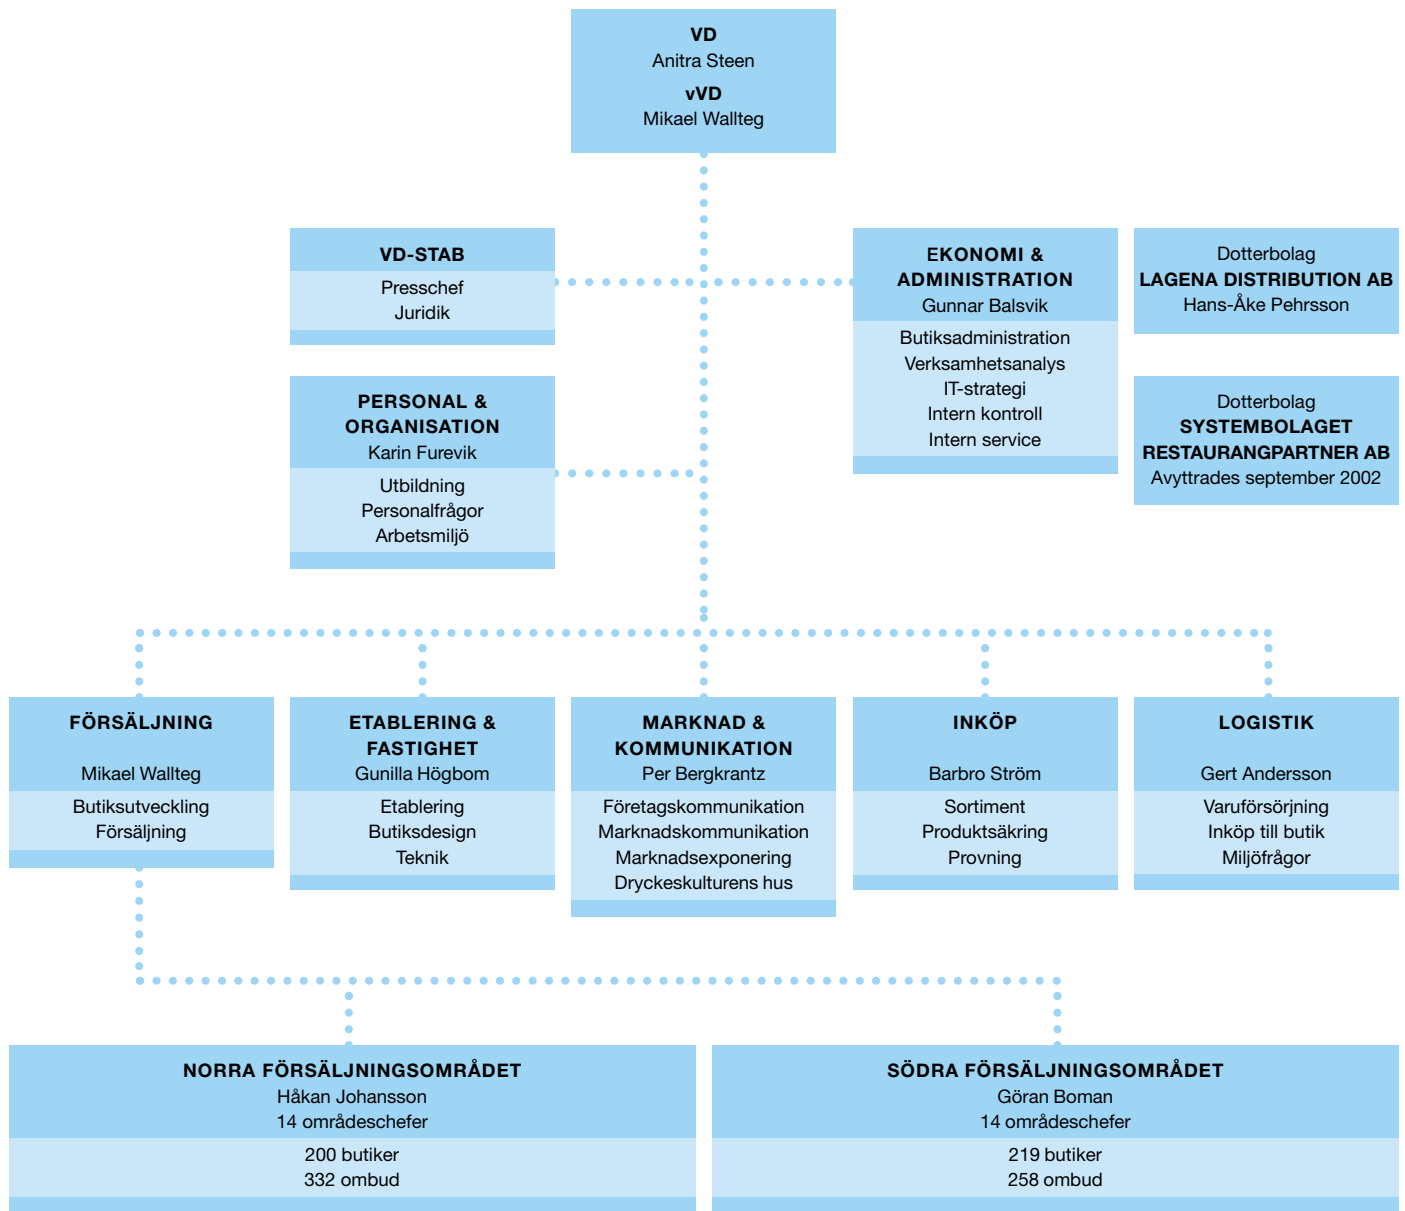 VD
Anitra Steen
vVD
Mikael Wallteg
VD-STAB
Presschef
Juridik
PERSONAL &
ORGANISATION
Karin Furevik
Utbildning
Personalfrågor
Arbetsmiljö
EKONOMI &
ADMINISTRATION
Gunnar Balsvik
Butiksadministration
Verksamhetsanalys
IT-strategi
Intern kontroll
Intern service
Dotterbolag
LAGENA DISTRIBUTION AB
Hans-Åke Pehrsson
Dotterbolag
SYSTEMBOLAGET
RESTAURANGPARTNER AB
Avyttrades september 2002
FÖRSÄLJNING
Mikael Wallteg
Butiksutveckling
Försäljning
ETABLERING &
FASTIGHET
Gunilla Högbom
Etablering
Butiksdesign
Teknik
MARKNAD &
KOMMUNIKATION
Per Bergkrantz
Företagskommunikation
Marknadskommunikation
Marknadsexponering
Dryckeskulturens hus
INKÖP
Barbro Ström
Sortiment
Produktsäkring
Provning
LOGISTIK
Gert Andersson
Varuförsörjning
Inköp till butik
Miljöfrågor
NORRA FÖRSÄLJNINGSOMRÅDET
Håkan Johansson
14 områdeschefer
200 butiker
332 ombud
SÖDRA FÖRSÄLJNINGSOMRÅDET
Göran Boman
14 områdeschefer
219 butiker
258 ombud